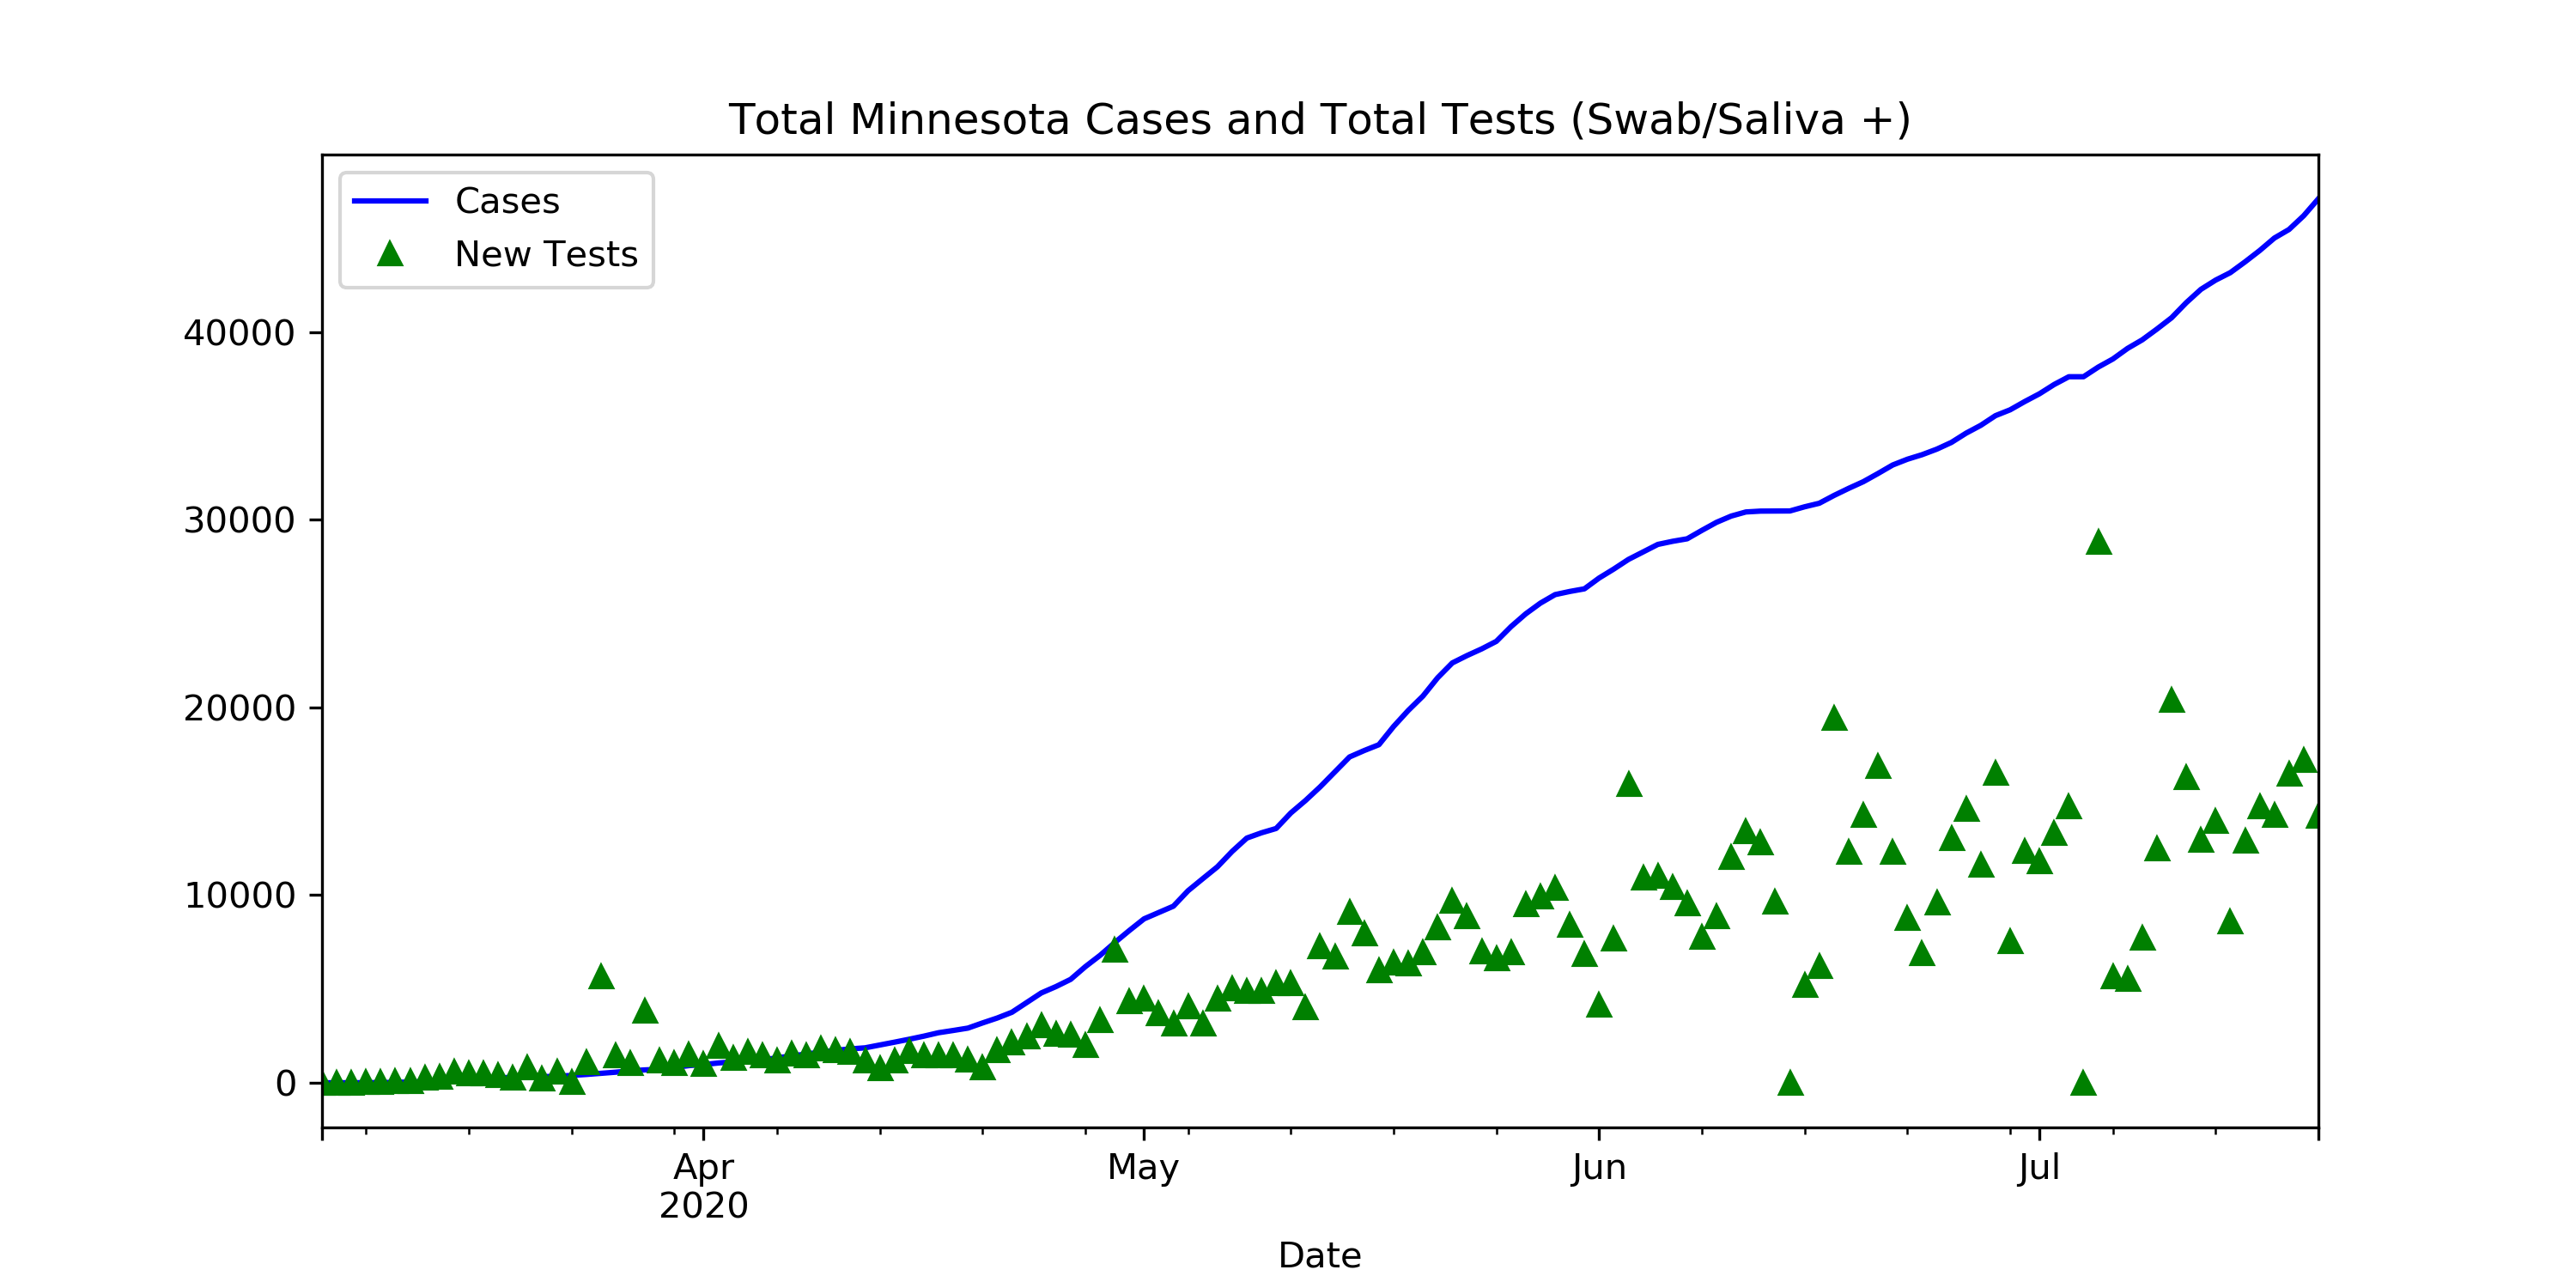 Total Minnesota Cases and Total Tests (Swab/Saliva +)
Cases
New Tests
40000
30000
20000
10000
0
Apr
2020
May
Jun
Jul
Date